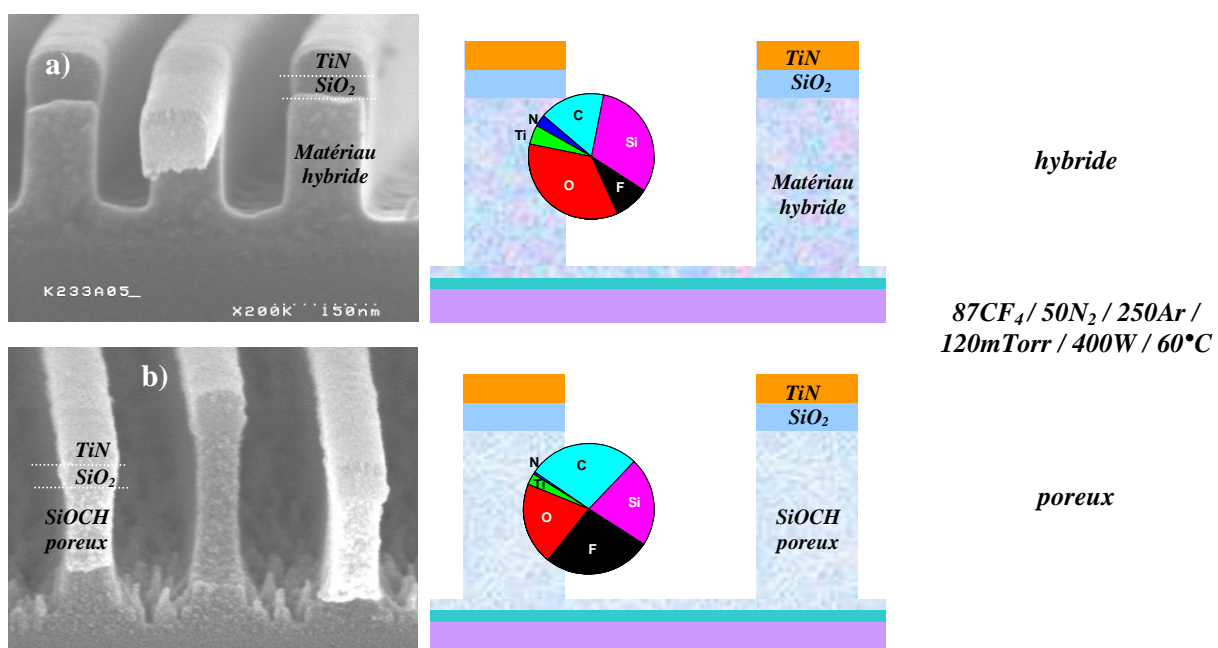 a)
TiN
SiO₂
Matériau
hybride
K233A05_
X200K 150nm
TiN
SiO₂
N
C
Si
Ti
O
F
Matériau
hybride
hybride
87CF₄ / 50N₂ / 250Ar /
120mTorr / 400W / 60°C
b)
TiN
SiO₂
SiOCH
poreux
TiN
SiO₂
N
C
Ti
Si
O
F
SiOCH
poreux
poreux